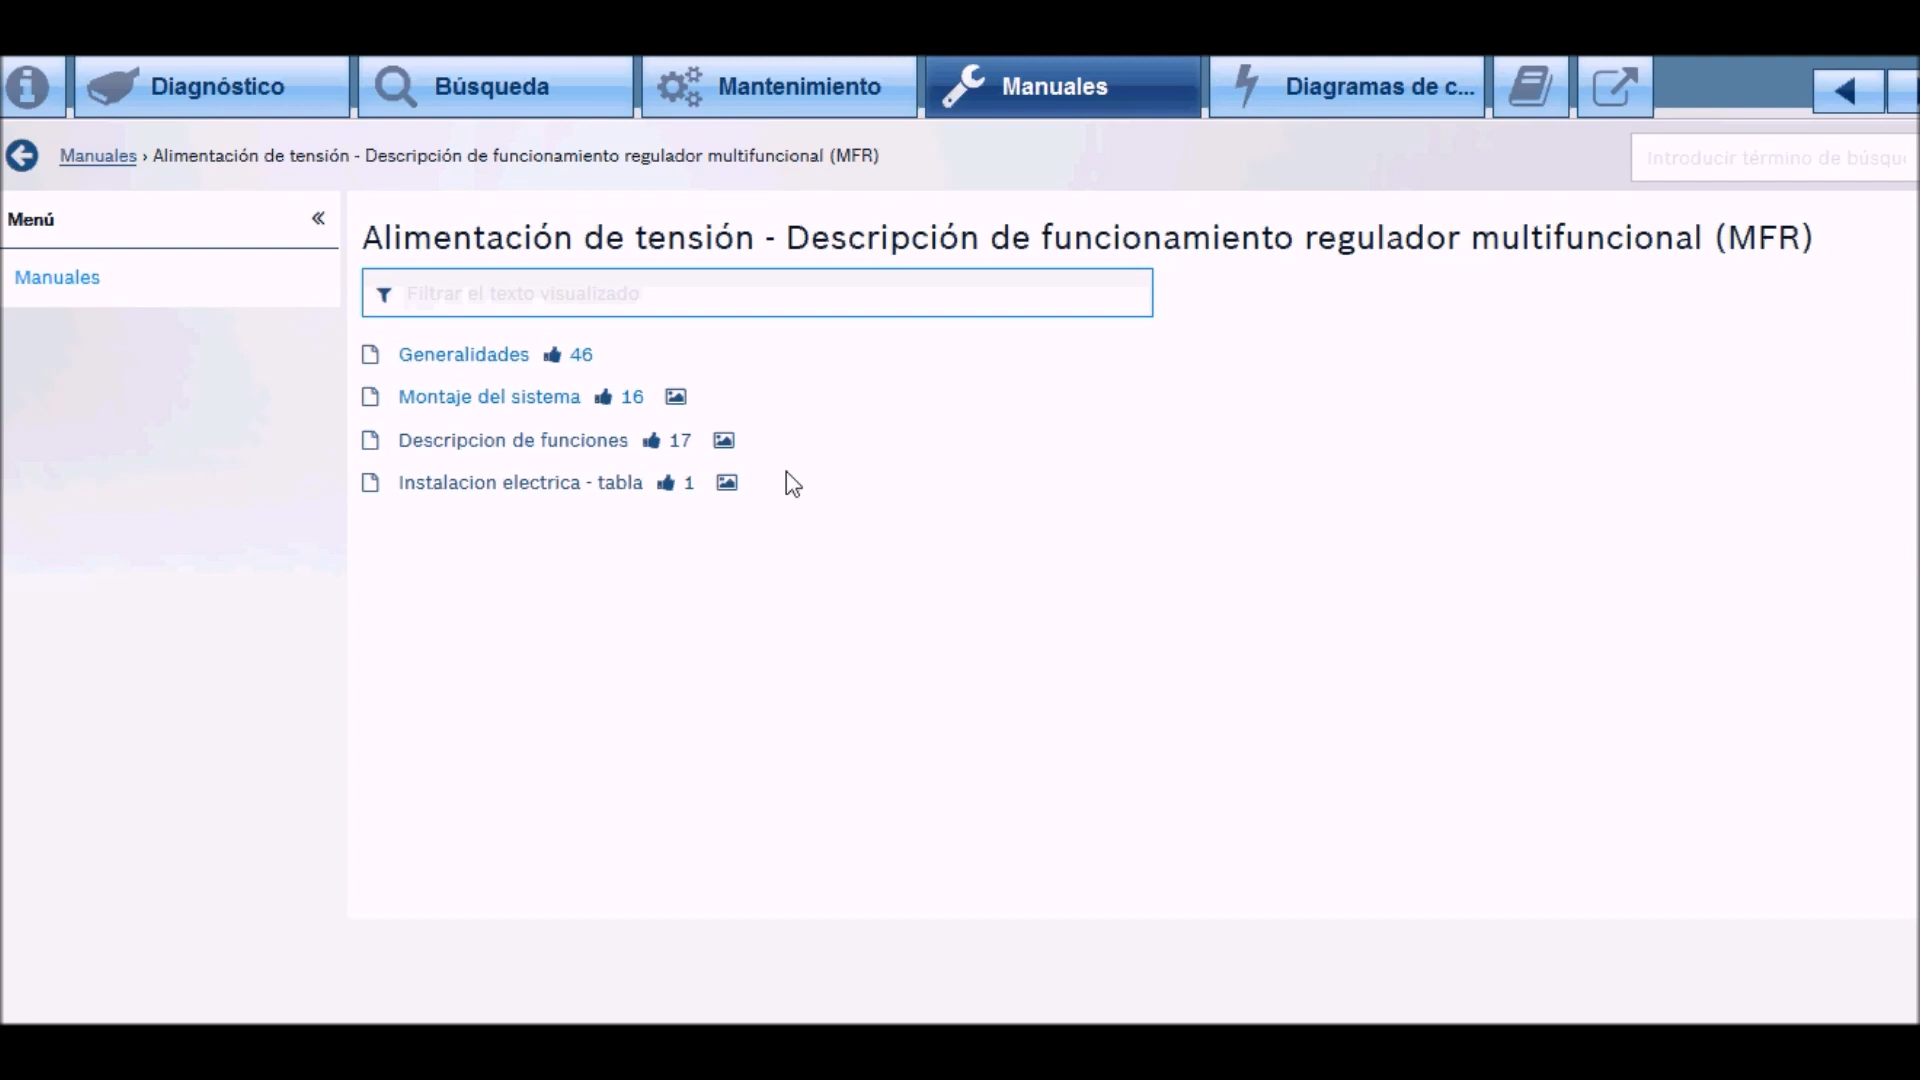 Diagnóstico
Búsqueda
Mantenimiento
Manuales
Diagramas de c...
Manuales › Alimentación de tensión - Descripción de funcionamiento regulador multifuncional (MFR)
Introducir término de búsqu
Menú «
Manuales
Alimentación de tensión - Descripción de funcionamiento regulador multifuncional (MFR)
Filtrar el texto visualizado
Generalidades 46
Montaje del sistema 16
Descripcion de funciones 17
Instalacion electrica - tabla 1